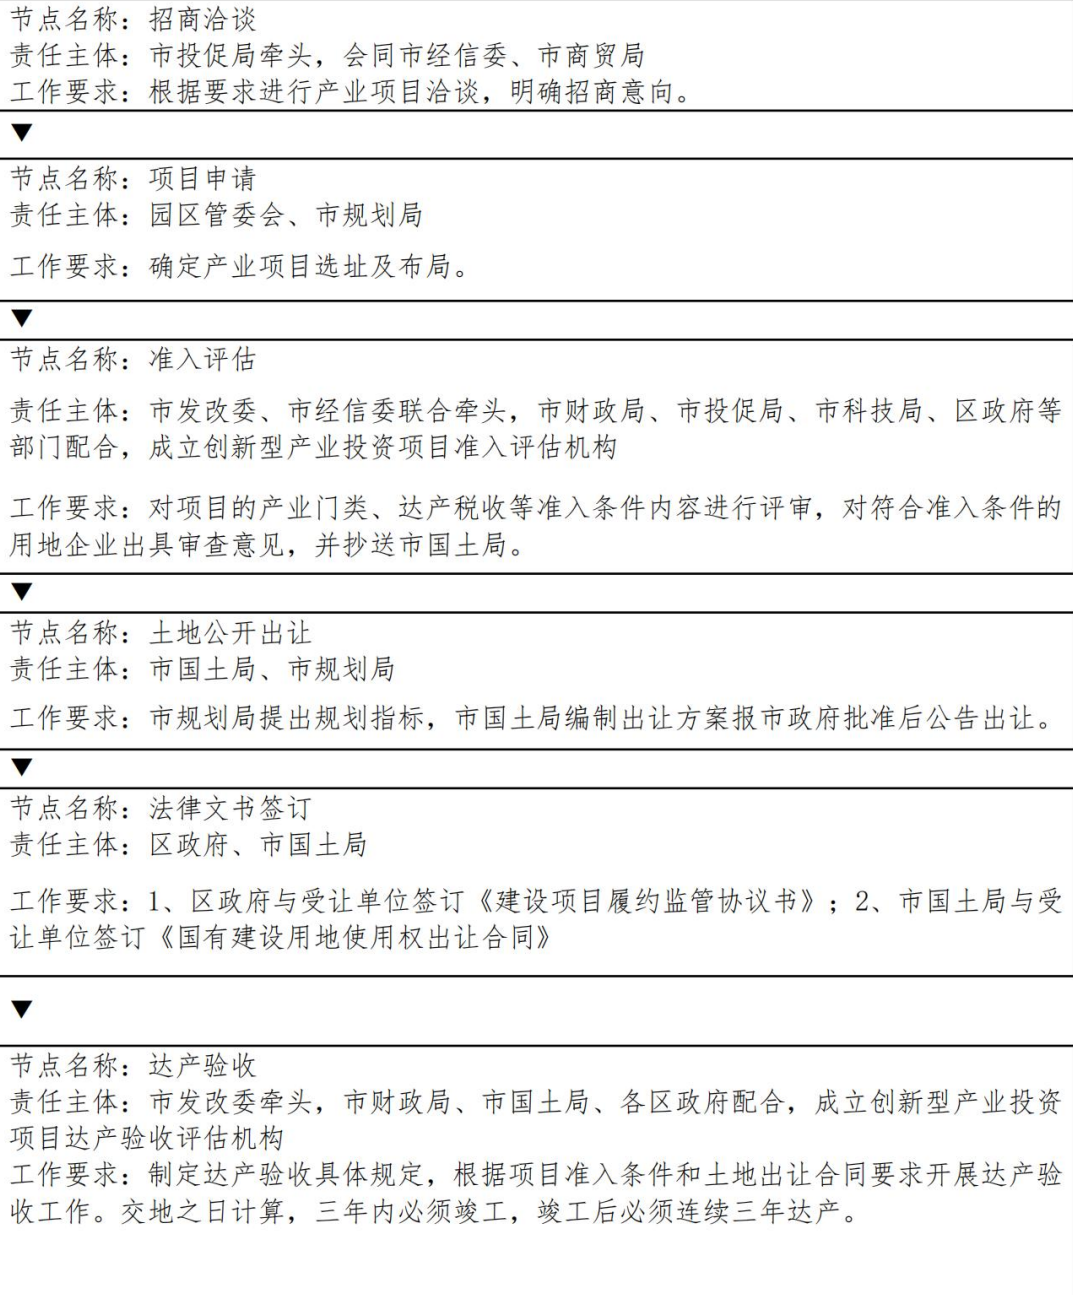 节点名称：招商洽谈
责任主体：市投促局牵头，会同市经信委、市商贸局
工作要求：根据要求进行产业项目洽谈，明确招商意向。
▼
节点名称：项目申请
责任主体：园区管委会、市规划局
工作要求：确定产业项目选址及布局。
▼
节点名称：准入评估
责任主体：市发改委、市经信委联合牵头，市财政局、市投促局、市科技局、区政府等
部门配合，成立创新型产业投资项目准入评估机构
工作要求：对项目的产业门类、达产税收等准入条件内容进行评审，对符合准入条件的
用地企业出具审查意见，并抄送市国土局。
▼
节点名称：土地公开出让
责任主体：市国土局、市规划局
工作要求：市规划局提出规划指标，市国土局编制出让方案报市政府批准后公告出让。
▼
节点名称：法律文书签订
责任主体：区政府、市国土局
工作要求：1、区政府与受让单位签订《建设项目履约监管协议书》；2、市国土局与受
让单位签订《国有建设用地使用权出让合同》
▼
节点名称：达产验收
责任主体：市发改委牵头，市财政局、市国土局、各区政府配合，成立创新型产业投资
项目达产验收评估机构
工作要求：制定达产验收具体规定，根据项目准入条件和土地出让合同要求开展达产验
收工作。交地之日计算，三年内必须竣工，竣工后必须连续三年达产。